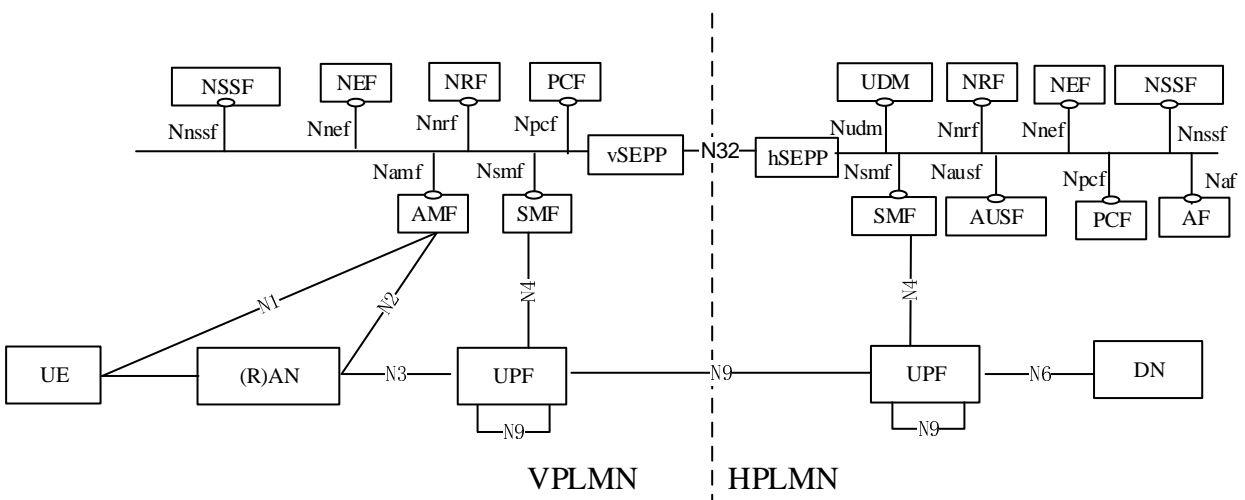 NSSF NEF NRF PCF UDM NRF NEF NSSF
Nnssf Nnef Nnrf Npcf Nudm Nnrf Nnef Nnssf
vSEPP N32 hSEPP
Namf Nsmf Nsmf Nausf Npcf Naf
AMF SMF SMF AUSF PCF AF
N1 N2 N4 N4
UE (R)AN N3 UPF N9 UPF N6 DN
N9 N9
VPLMN HPLMN